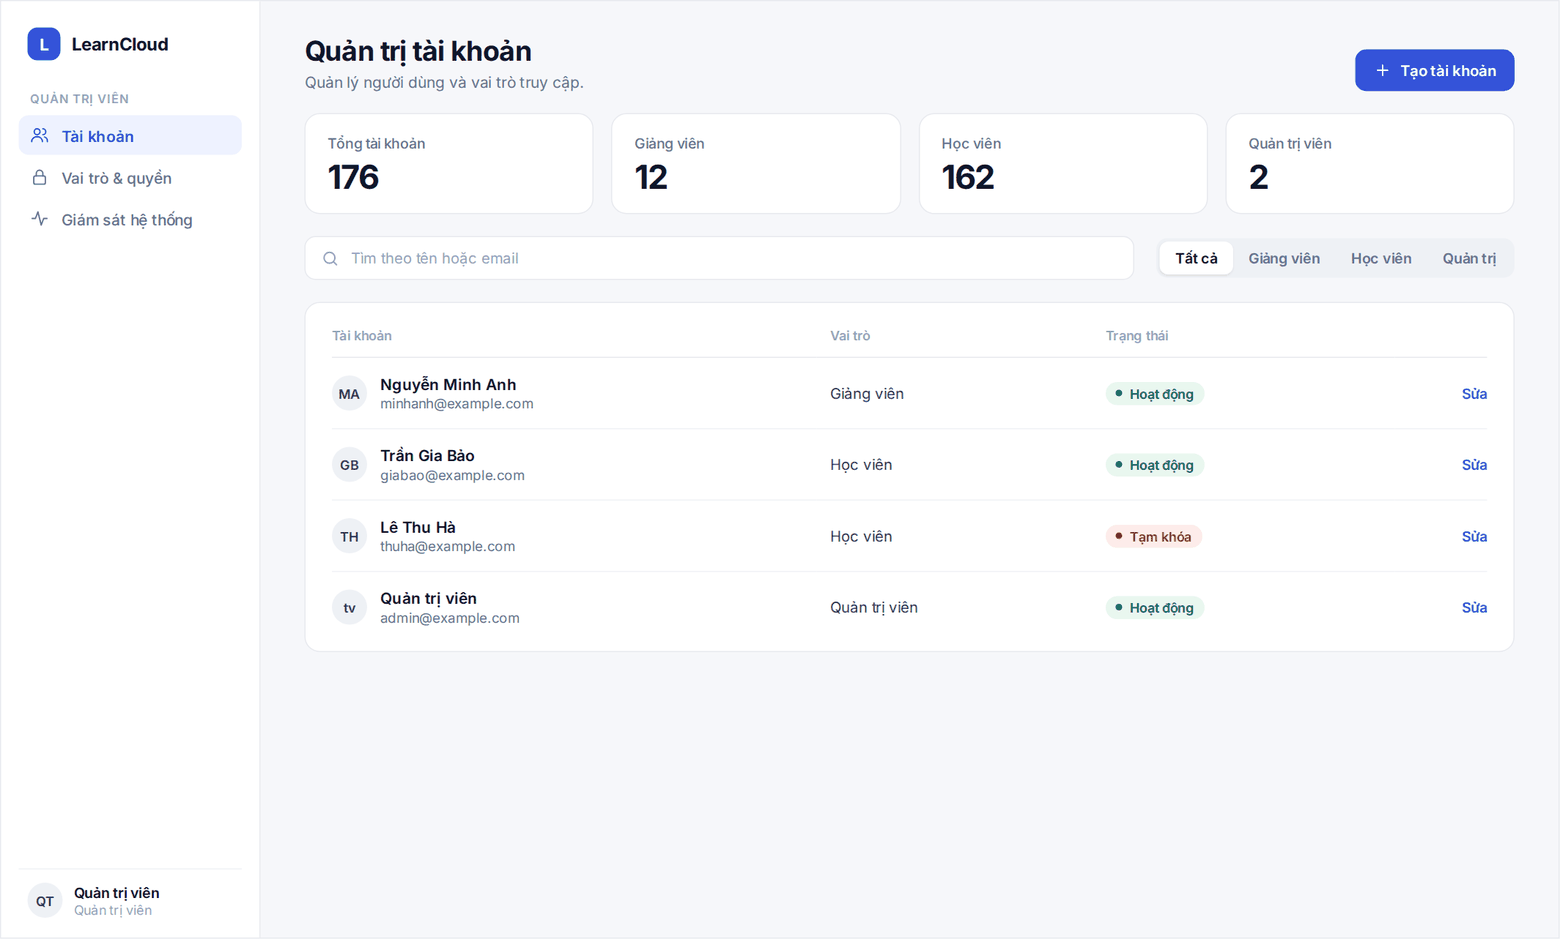 L LearnCloud
QUẢN TRỊ VIÊN
Tài khoản
Vai trò & quyền
Giám sát hệ thống
QT
Quản trị viên
Quản trị viên
Quản trị tài khoản
Quản lý người dùng và vai trò truy cập.
+ Tạo tài khoản
Tổng tài khoản
176
Giảng viên
12
Học viên
162
Quản trị viên
2
Tìm theo tên hoặc email
Tất cả Giảng viên Học viên Quản trị
Tài khoản Vai trò Trạng thái
MA Nguyễn Minh Anh
minhanh@example.com
Giảng viên Hoạt động Sửa
GB Trần Gia Bảo
giabao@example.com
Học viên Hoạt động Sửa
TH Lê Thu Hà
thuha@example.com
Học viên Tạm khóa Sửa
tv Quản trị viên
admin@example.com
Quản trị viên Hoạt động Sửa